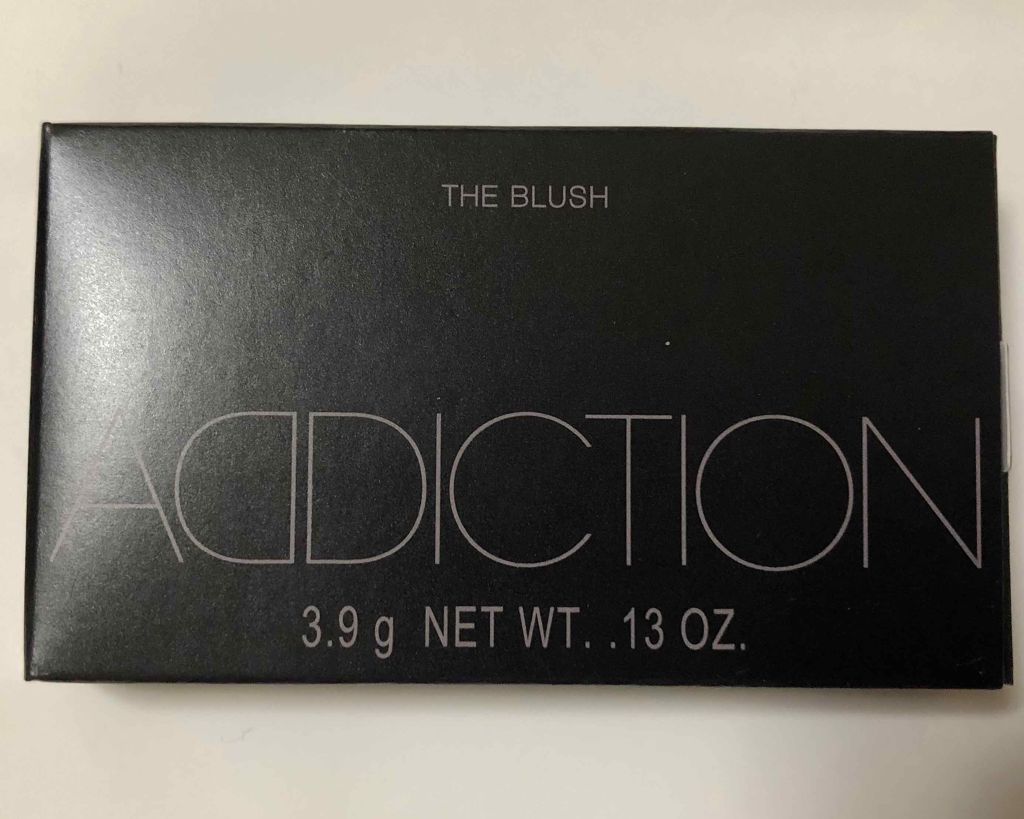 THE BLUSH
ADDICTION
3.9 g NET WT. .13 OZ.